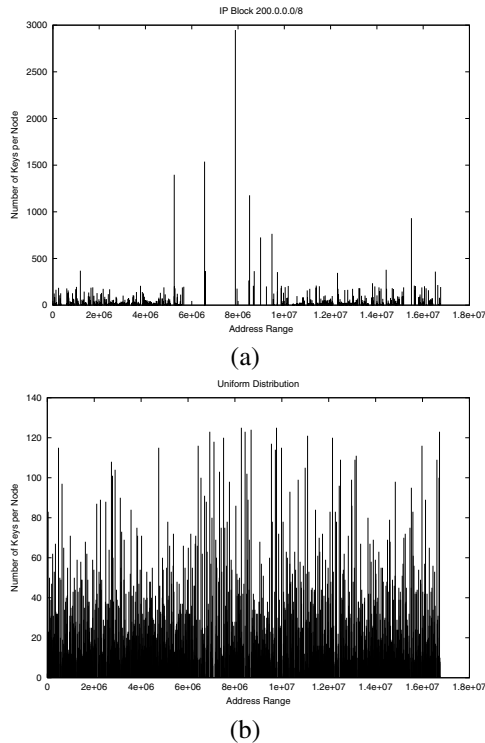 IP Block 200.0.0.0/8
3000
2500
2000
1500
1000
500
0
Number of Keys per Node
0 2e+06 4e+06 6e+06 8e+06 1e+07 1.2e+07 1.4e+07 1.6e+07 1.8e+07
Address Range
(a)
Uniform Distribution
140
120
100
80
60
40
20
0
Number of Keys per Node
0 2e+06 4e+06 6e+06 8e+06 1e+07 1.2e+07 1.4e+07 1.6e+07 1.8e+07
Address Range
(b)